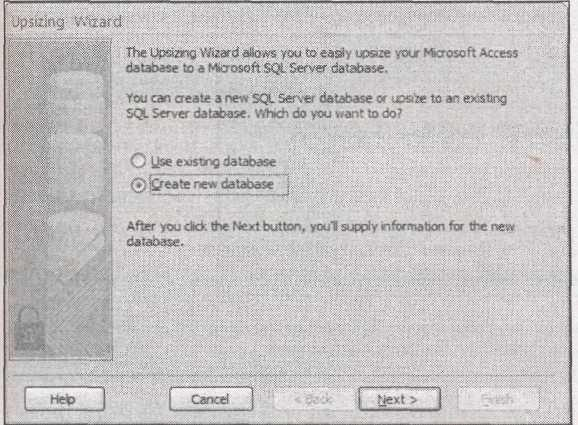 Upsizing Wizard
The Upsizing Wizard allows you to easily upsize your Microsoft Access
database to a Microsoft SQL Server database.
You can create a new SQL Server database or upsize to an existing
SQL Server database. Which do you want to do?
Use existing database
Create new database
After you click the Next button, you'll supply information for the new
database.
Help
Cancel
< Back
Next >
Finish